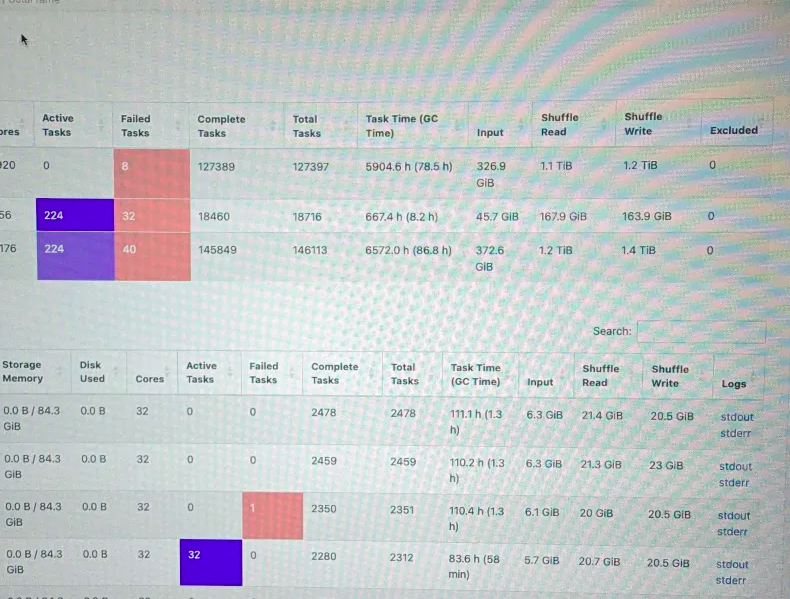 Active Failed Complete Total Task Time (GC Shuffle Shuffle
Tasks Tasks Tasks Tasks Time) Input Read Write Excluded
0 8 127389 127397 5904.6 h (78.5 h) 326.9 1.1 TiB 1.2 TiB 0
GiB
56 224 32 18460 18716 667.4 h (8.2 h) 45.7 GiB 167.9 GiB 163.9 GiB 0
176 224 40 145849 146113 6572.0 h (86.8 h) 372.6 1.2 TiB 1.4 TiB 0
GiB
Search:
Storage Disk Active Failed Complete Total Task Time Shuffle Shuffle
Memory Used Cores Tasks Tasks Tasks Tasks (GC Time) Input Read Write Logs
0.0 B / 84.3 0.0 B 32 0 0 2478 2478 111.1 h (1.3 6.3 GiB 21.4 GiB 20.5 GiB stdout
GiB h) stderr
0.0 B / 84.3 0.0 B 32 0 0 2459 2459 110.2 h (1.3 6.3 GiB 21.3 GiB 23 GiB stdout
GiB h) stderr
0.0 B / 84.3 0.0 B 32 0 1 2350 2351 110.4 h (1.3 6.1 GiB 20 GiB 20.5 GiB stdout
GiB h) stderr
0.0 B / 84.3 0.0 B 32 32 0 2280 2312 83.6 h (58 5.7 GiB 20.7 GiB 20.5 GiB stdout
GiB min) stderr